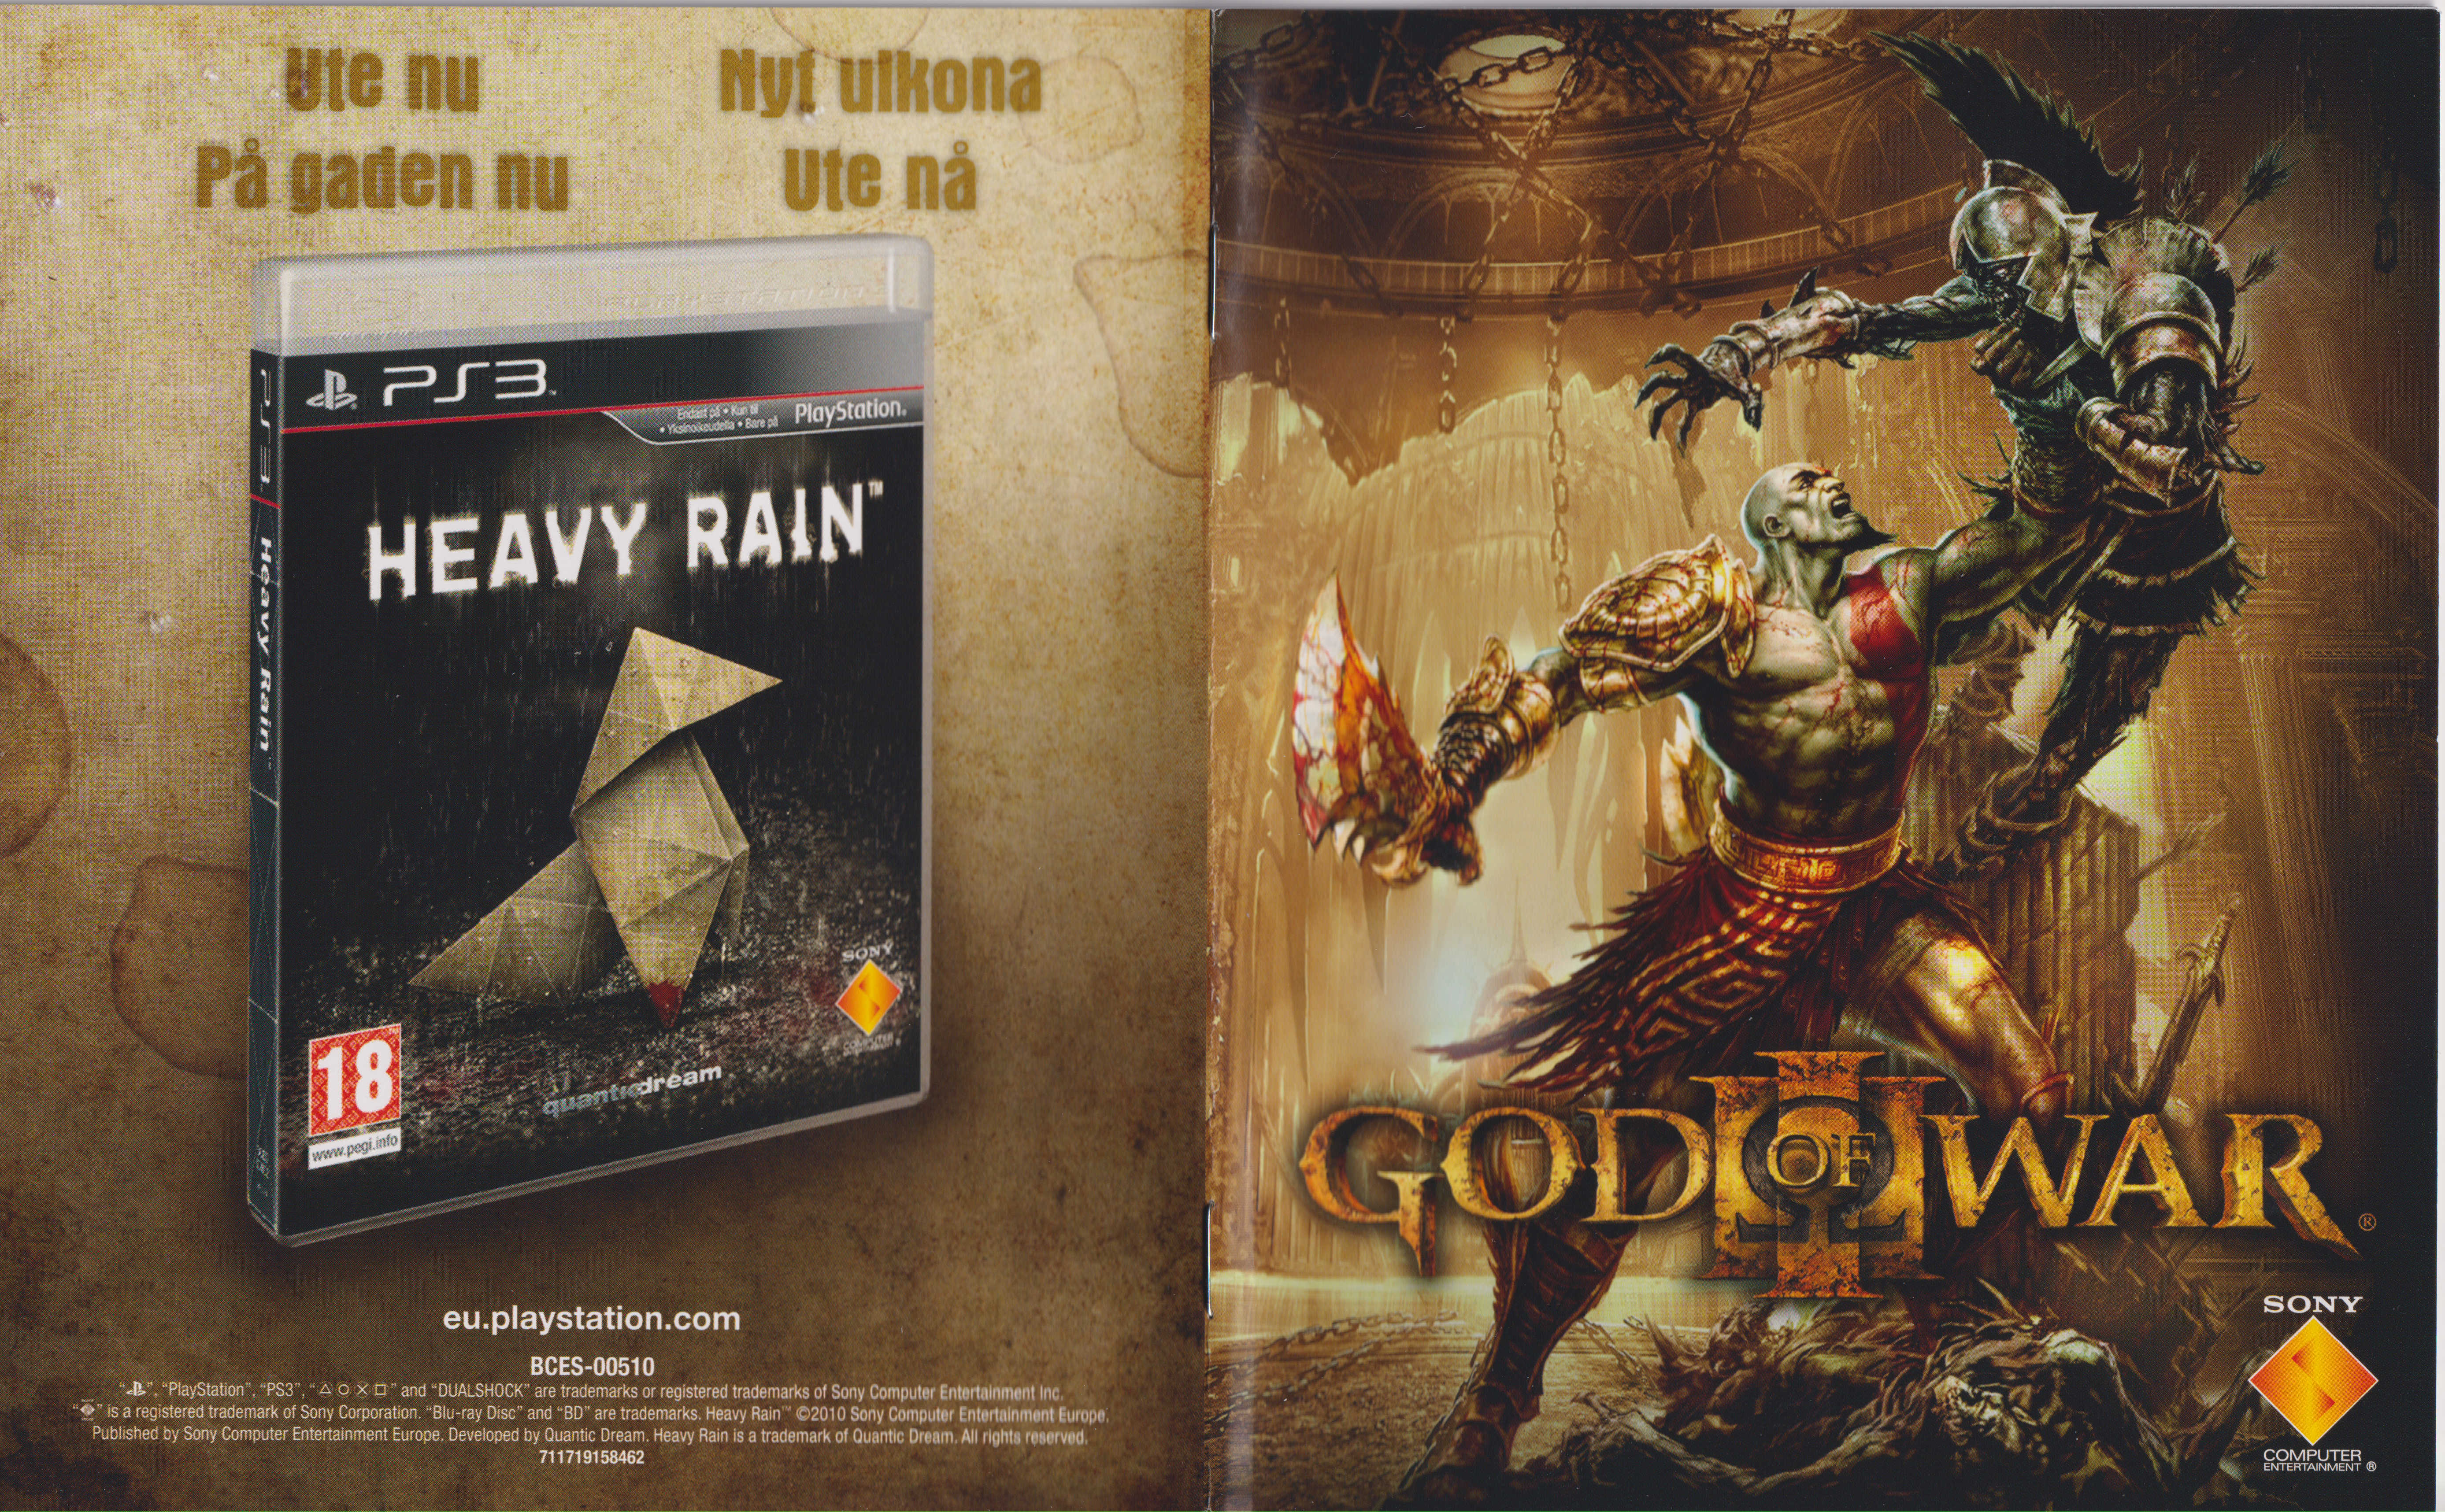 Ute nu
På gaden nu
Nyt ulkona
Ute nå
PLAYSTATION
PS3
PS3
Endast på • Kun til
• Yksinoikeudella • Bare på
PlayStation®
HEAVY RAIN™
Heavy Rain™
SONY
COMPUTER
18
www.pegi.info
quanticdream
eu.playstation.com
BCES-00510
“ ”, “PlayStation”, “PS3”, “△○✕□” and “DUALSHOCK” are trademarks or registered trademarks of Sony Computer Entertainment Inc.
“ ” is a registered trademark of Sony Corporation. “Blu-ray Disc” and “BD” are trademarks. Heavy Rain™ ©2010 Sony Computer Entertainment Europe.
Published by Sony Computer Entertainment Europe. Developed by Quantic Dream. Heavy Rain is a trademark of Quantic Dream. All rights reserved.
711719158462
GOD OF WAR®
III
SONY
COMPUTER
ENTERTAINMENT®